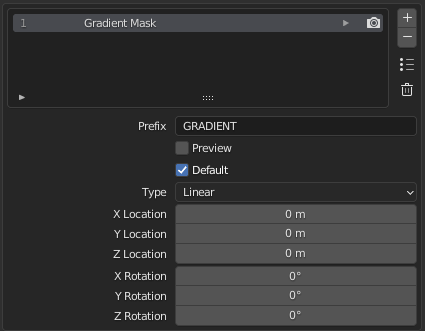 1 Gradient Mask
Prefix GRADIENT
Preview
Default
Type Linear
X Location 0 m
Y Location 0 m
Z Location 0 m
X Rotation 0°
Y Rotation 0°
Z Rotation 0°